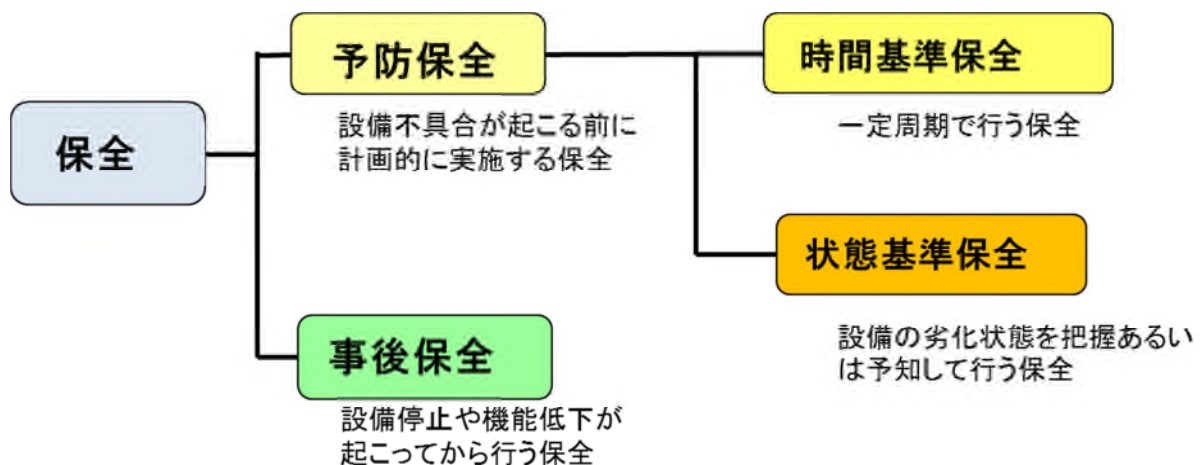 保全
予防保全
設備不具合が起こる前に
計画的に実施する保全
時間基準保全
一定周期で行う保全
状態基準保全
設備の劣化状態を把握あるい
は予知して行う保全
事後保全
設備停止や機能低下が
起こってから行う保全